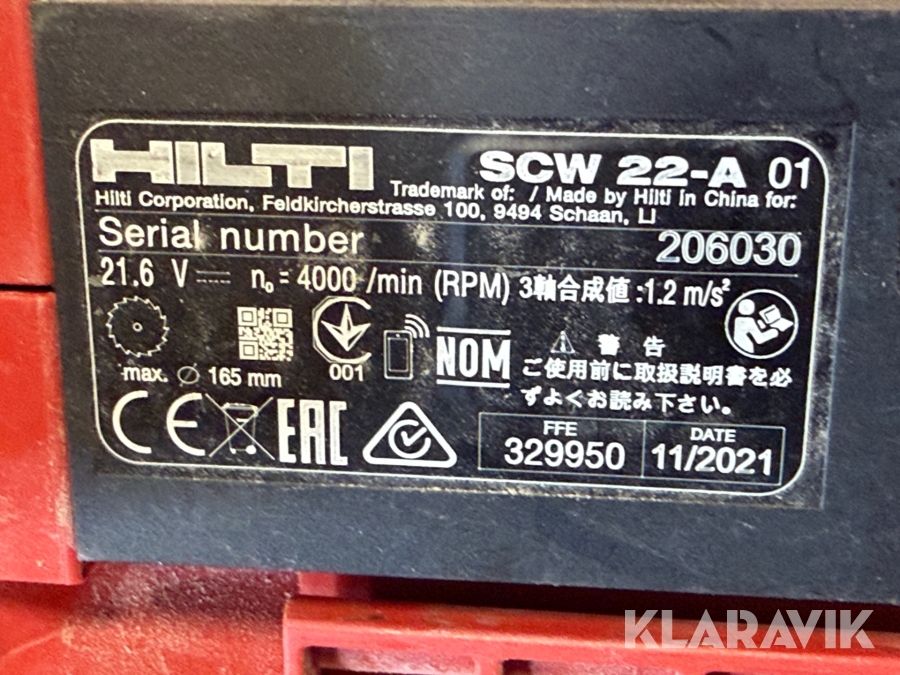 HILTI SCW 22-A 01
Trademark of: / Made by Hilti in China for:
Hilti Corporation, Feldkircherstrasse 100, 9494 Schaan, LI
Serial number 206030
21.6 V n₀ = 4000 /min (RPM) 3軸合成値:1.2 m/s²
max. ∅ 165 mm
001
NOM
⚠ 警告
ご使用前に取扱説明書を必
ずよくお読み下さい。
CE EAC
FFE DATE
329950 11/2021
KLARAVIK